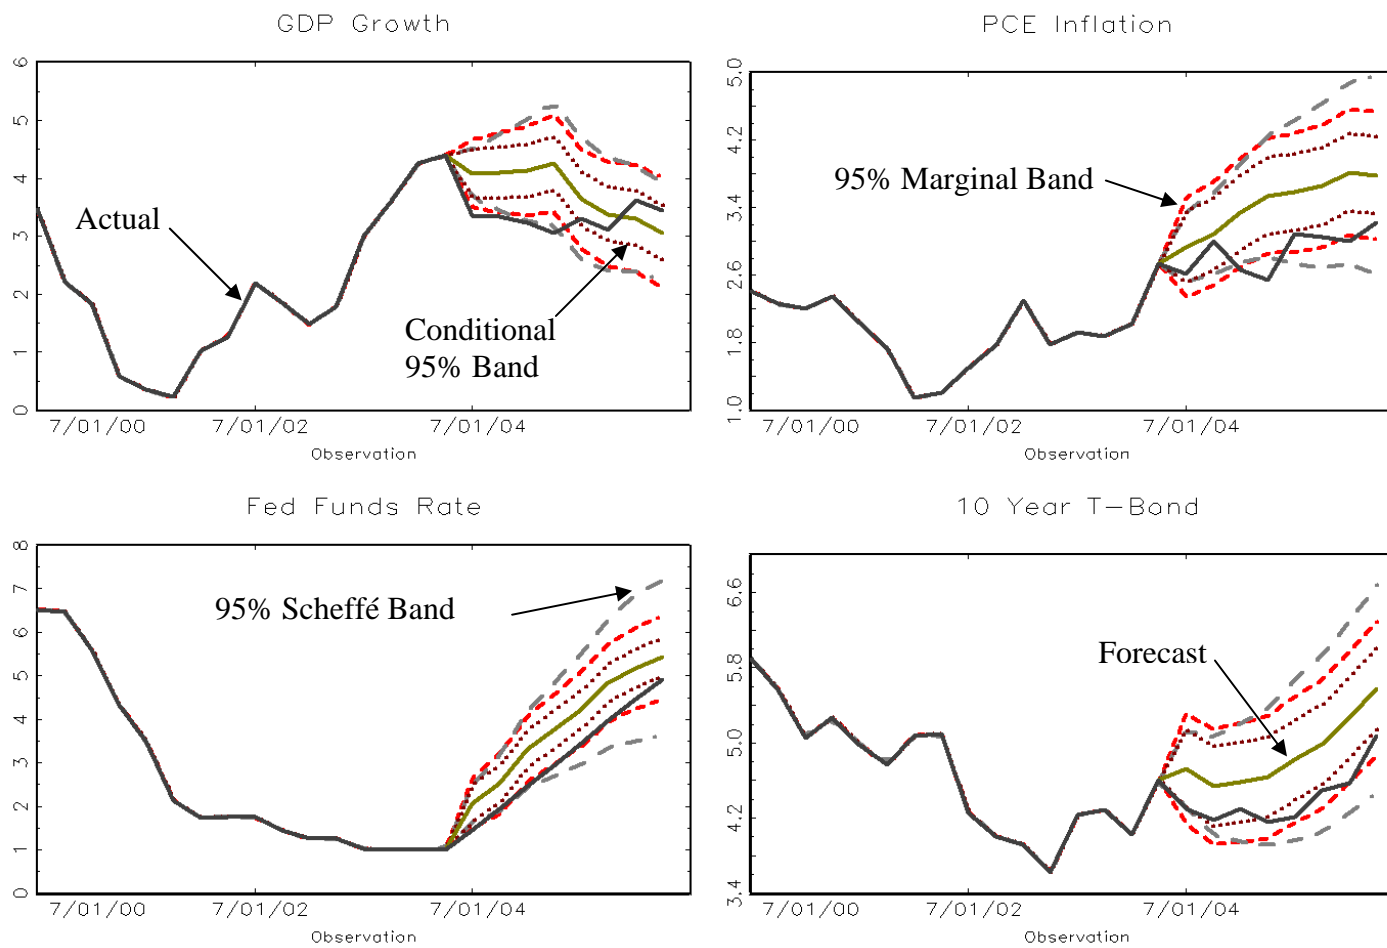 GDP Growth
6
5
4
3
2
1
0
Actual
Conditional
95% Band
7/01/00
7/01/02
7/01/04
Observation
PCE Inflation
5.0
4.2
3.4
2.6
1.8
1.0
95% Marginal Band
7/01/00
7/01/02
7/01/04
Observation
Fed Funds Rate
8
7
6
5
4
3
2
1
0
95% Scheffé Band
7/01/00
7/01/02
7/01/04
Observation
10 Year T-Bond
6.6
5.8
5.0
4.2
3.4
Forecast
7/01/00
7/01/02
7/01/04
Observation